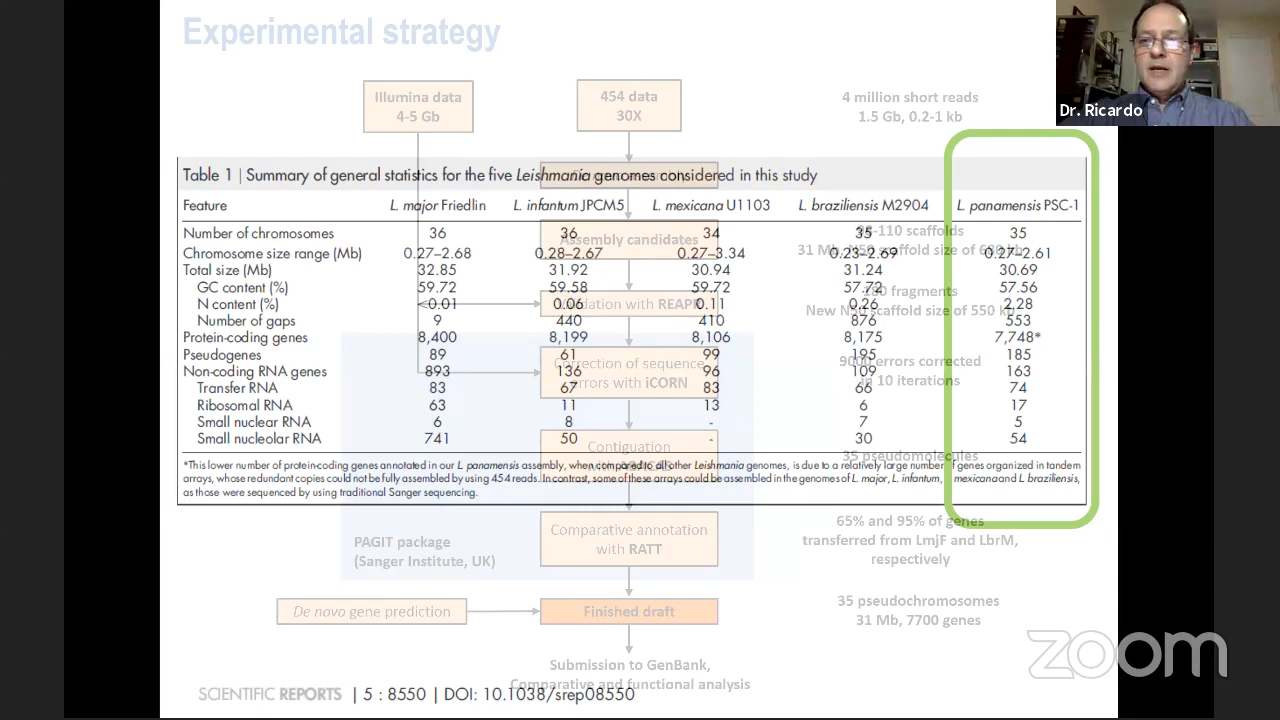 Experimental strategy
Dr. Ricardo
Illumina data
4-5 Gb
454 data
30X
4 million short reads
1.5 Gb, 0.2-1 kb
Table 1 | Summary of general statistics for the five Leishmania genomes considered in this study
Feature L. major Friedlin L. infantum JPCM5 L. mexicana U1103 L. braziliensis M2904 L. panamensis PSC-1
Number of chromosomes 36 36 34 35 35
Chromosome size range (Mb) 0.27–2.68 0.28–2.67 0.27–3.34 0.23–2.69 0.27–2.61
Total size (Mb) 32.85 31.92 30.94 31.24 30.69
GC content (%) 59.72 59.58 59.72 57.72 57.56
N content (%) <0.01 0.06 0.11 0.26 2.28
Number of gaps 9 440 410 876 553
Protein-coding genes 8,400 8,199 8,106 8,175 7,748*
Pseudogenes 89 61 99 195 185
Non-coding RNA genes 893 136 96 109 163
Transfer RNA 83 67 83 66 74
Ribosomal RNA 63 11 13 6 17
Small nuclear RNA 6 8 - 7 5
Small nucleolar RNA 741 50 - 30 54
*This lower number of protein-coding genes annotated in our L. panamensis assembly, when compared to all other Leishmania genomes, is due to a relatively large number of genes organized in tandem
arrays, whose redundant copies could not be fully assembled by using 454 reads. In contrast, some of these arrays could be assembled in the genomes of L. major, L. infantum, L. mexicana and L. braziliensis,
as those were sequenced by using traditional Sanger sequencing.
Assembly candidates
scaffolds
31 Mb, N50 scaffold size of
Validation with REAPR
fragments
New N50 scaffold size of 550 kb
Correction of sequence
errors with iCORN
9000 errors corrected
in 10 iterations
Contiguation
35 pseudomolecules
Comparative annotation
with RATT
65% and 95% of genes
transferred from LmjF and LbrM,
respectively
PAGIT package
(Sanger Institute, UK)
De novo gene prediction
Finished draft
35 pseudochromosomes
31 Mb, 7700 genes
Submission to GenBank,
Comparative and functional analysis
SCIENTIFIC REPORTS | 5 : 8550 | DOI: 10.1038/srep08550
zoom